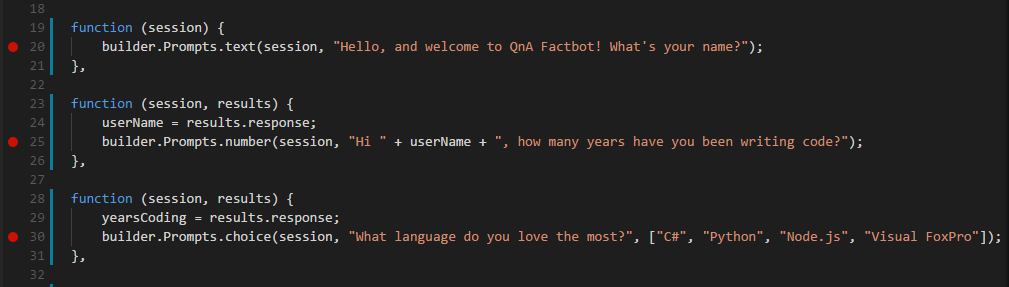 18
19 function (session) {
20 builder.Prompts.text(session, "Hello, and welcome to QnA Factbot! What's your name?");
21 },
22
23 function (session, results) {
24 userName = results.response;
25 builder.Prompts.number(session, "Hi " + userName + ", how many years have you been writing code?");
26 },
27
28 function (session, results) {
29 yearsCoding = results.response;
30 builder.Prompts.choice(session, "What language do you love the most?", ["C#", "Python", "Node.js", "Visual FoxPro"]);
31 },
32